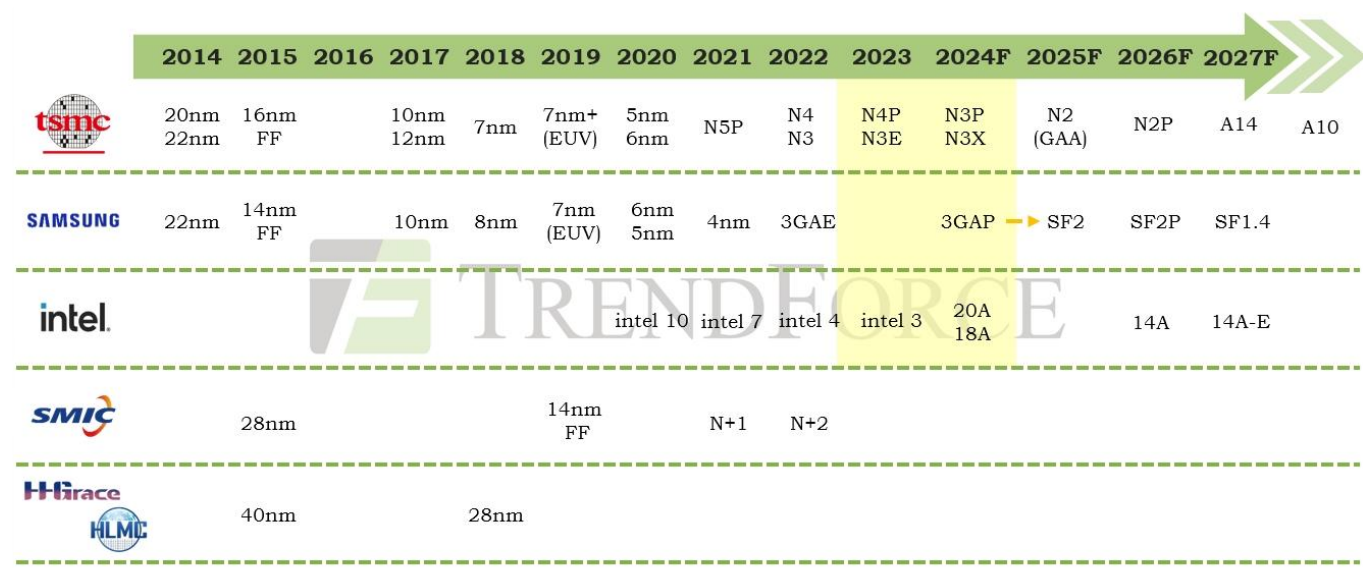 2014 2015 2016 2017 2018 2019 2020 2021 2022 2023 2024F 2025F 2026F 2027F
tsmc
20nm 16nm 10nm 7nm 7nm+ 5nm N5P N4 N4P N3P N2 N2P A14 A10
22nm FF 12nm (EUV) 6nm N3 N3E N3X (GAA)
SAMSUNG
22nm 14nm 10nm 8nm 7nm 6nm 4nm 3GAE 3GAP SF2 SF2P SF1.4
FF (EUV) 5nm
TRENDFORCE
intel.
intel 10 intel 7 intel 4 intel 3 20A 14A 14A-E
18A
SMIC
28nm 14nm N+1 N+2
FF
HHGrace
HLMC
40nm 28nm